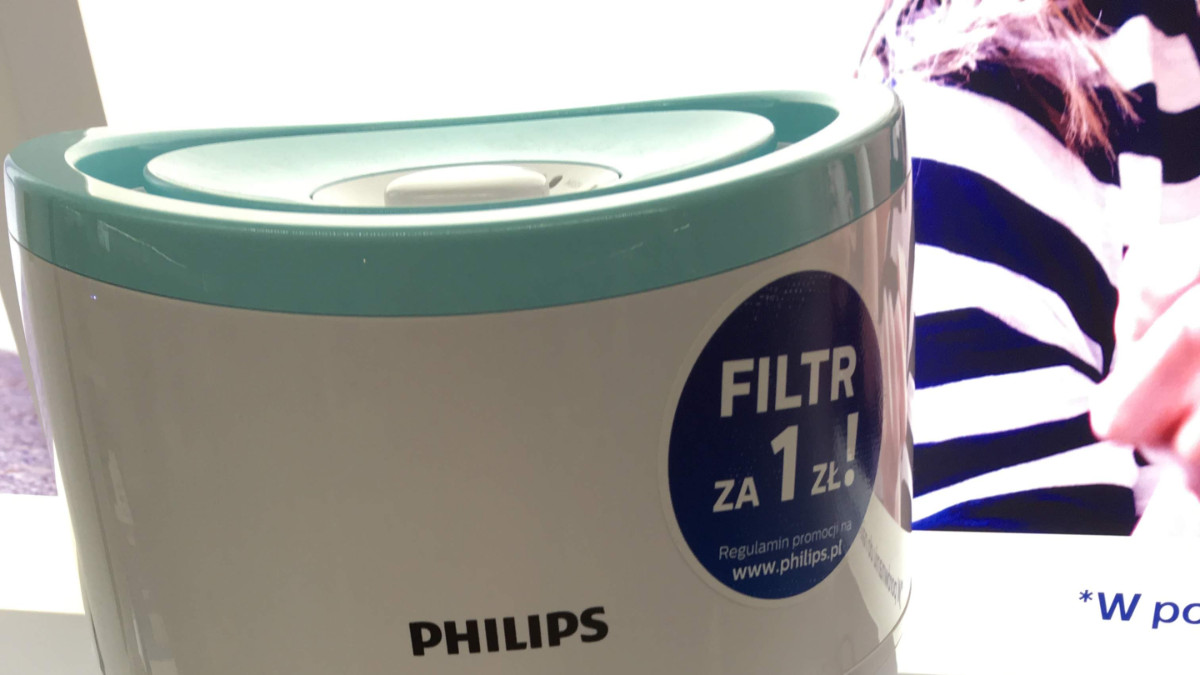 FILTR
ZA 1 ZŁ!
Regulamin promocji na
www.philips.pl
PHILIPS
*W po